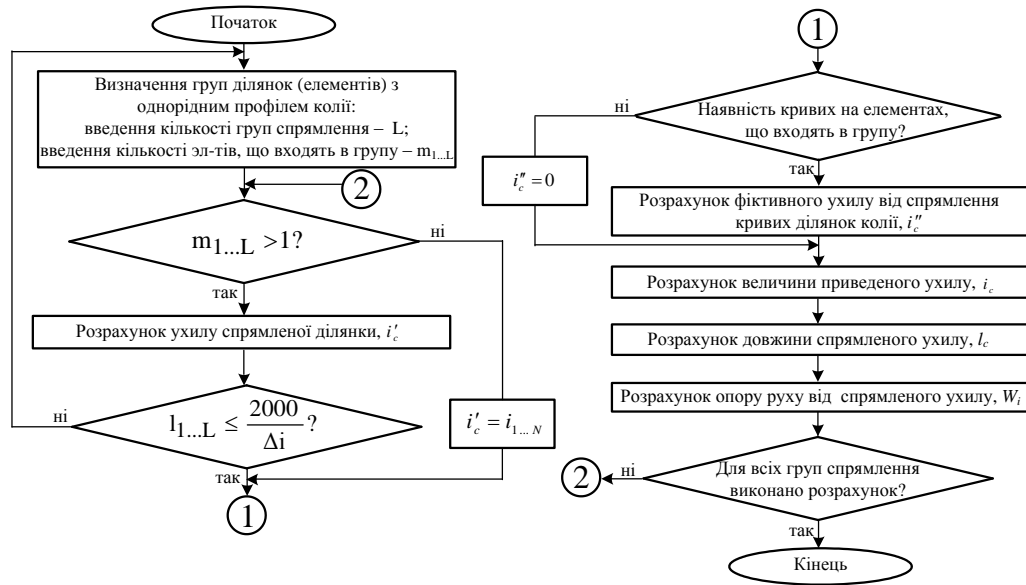 Початок
Визначення груп ділянок (елементів) з
однорідним профілем колії:
введення кількості груп спрямлення – L;
введення кількості эл-тів, що входять в групу – m1...L
2
m1...L >1?
ні
так
Розрахунок ухилу спрямленої ділянки, i′c
ні
l1...L ≤ 2000/Δi ?
i′c = i1...N
так
1
1
ні
Наявність кривих на елементах,
що входять в групу?
так
i″c = 0
Розрахунок фіктивного ухилу від спрямлення
кривих ділянок колії, i″c
Розрахунок величини приведеного ухилу, ic
Розрахунок довжини спрямленого ухилу, lc
Розрахунок опору руху від спрямленого ухилу, Wi
2
ні
Для всіх груп спрямлення
виконано розрахунок?
так
Кінець